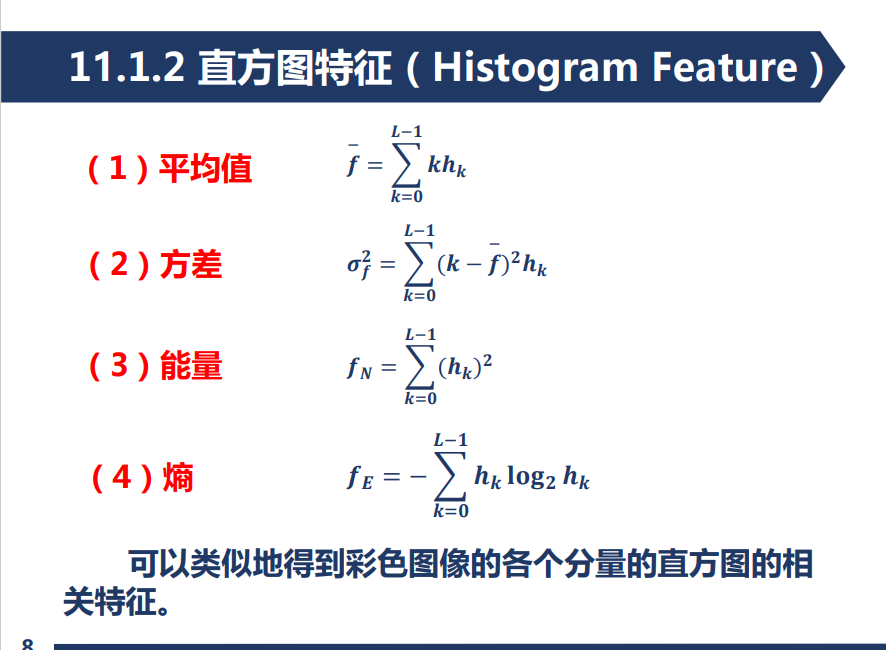 11.1.2 直方图特征（Histogram Feature）
（1）平均值 $\bar{f} = \sum_{k=0}^{L-1} k h_k$
（2）方差 $\sigma_f^2 = \sum_{k=0}^{L-1} (k - \bar{f})^2 h_k$
（3）能量 $f_N = \sum_{k=0}^{L-1} (h_k)^2$
（4）熵 $f_E = -\sum_{k=0}^{L-1} h_k \log_2 h_k$
可以类似地得到彩色图像的各个分量的直方图的相
关特征。
8